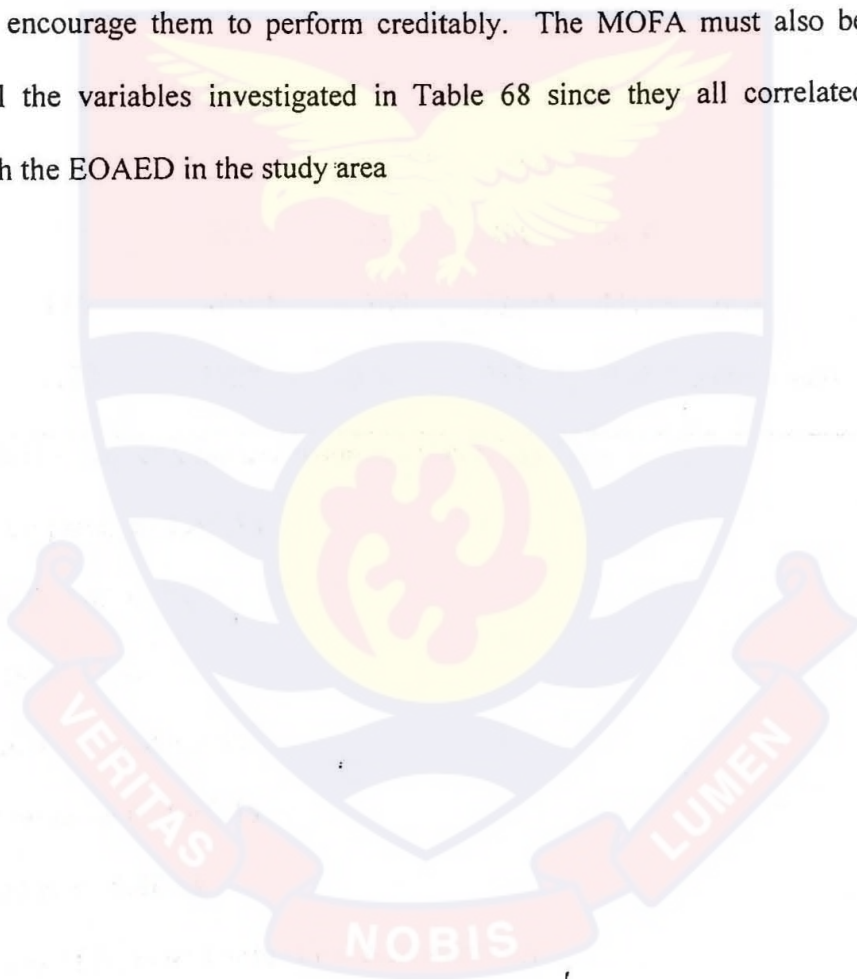 encourage them to perform creditably. The MOFA must also be
l the variables investigated in Table 68 since they all correlated
h the EOAED in the study area
VERITAS
NOBIS
LUMEN